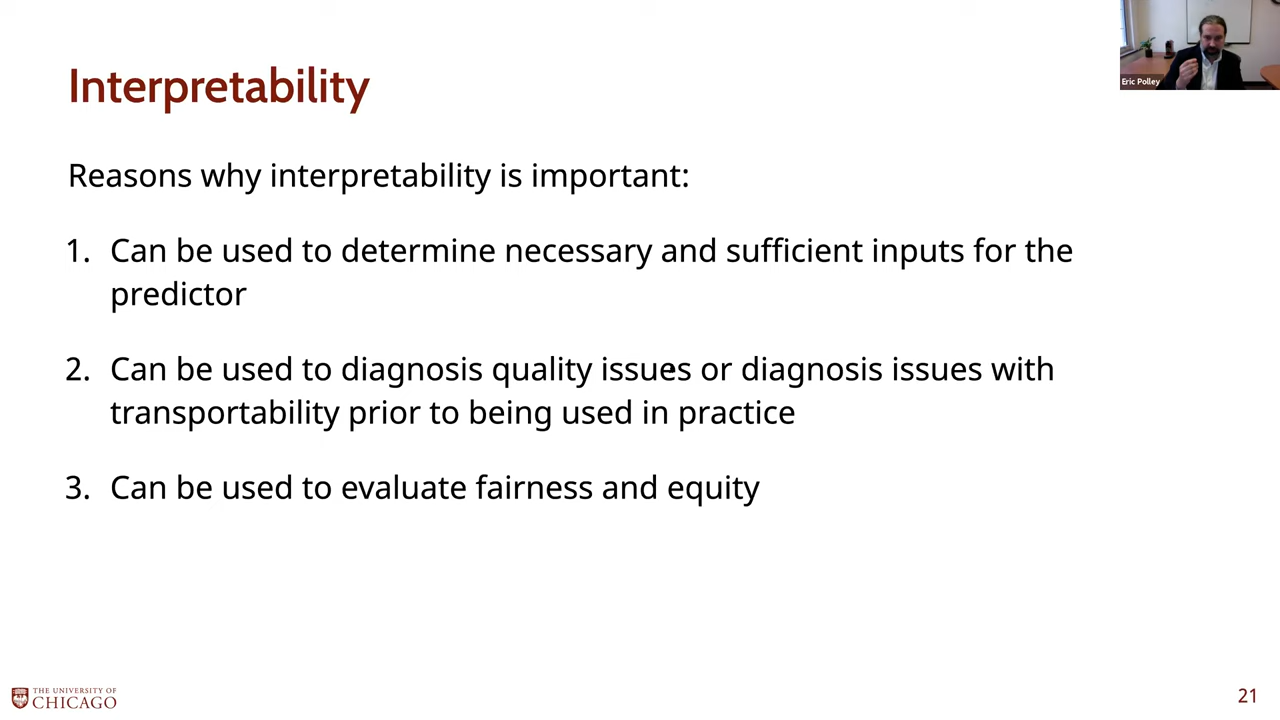 Interpretability
Eric Polley
Reasons why interpretability is important:
1. Can be used to determine necessary and sufficient inputs for the
predictor
2. Can be used to diagnosis quality issues or diagnosis issues with
transportability prior to being used in practice
3. Can be used to evaluate fairness and equity
THE UNIVERSITY OF
CHICAGO
21